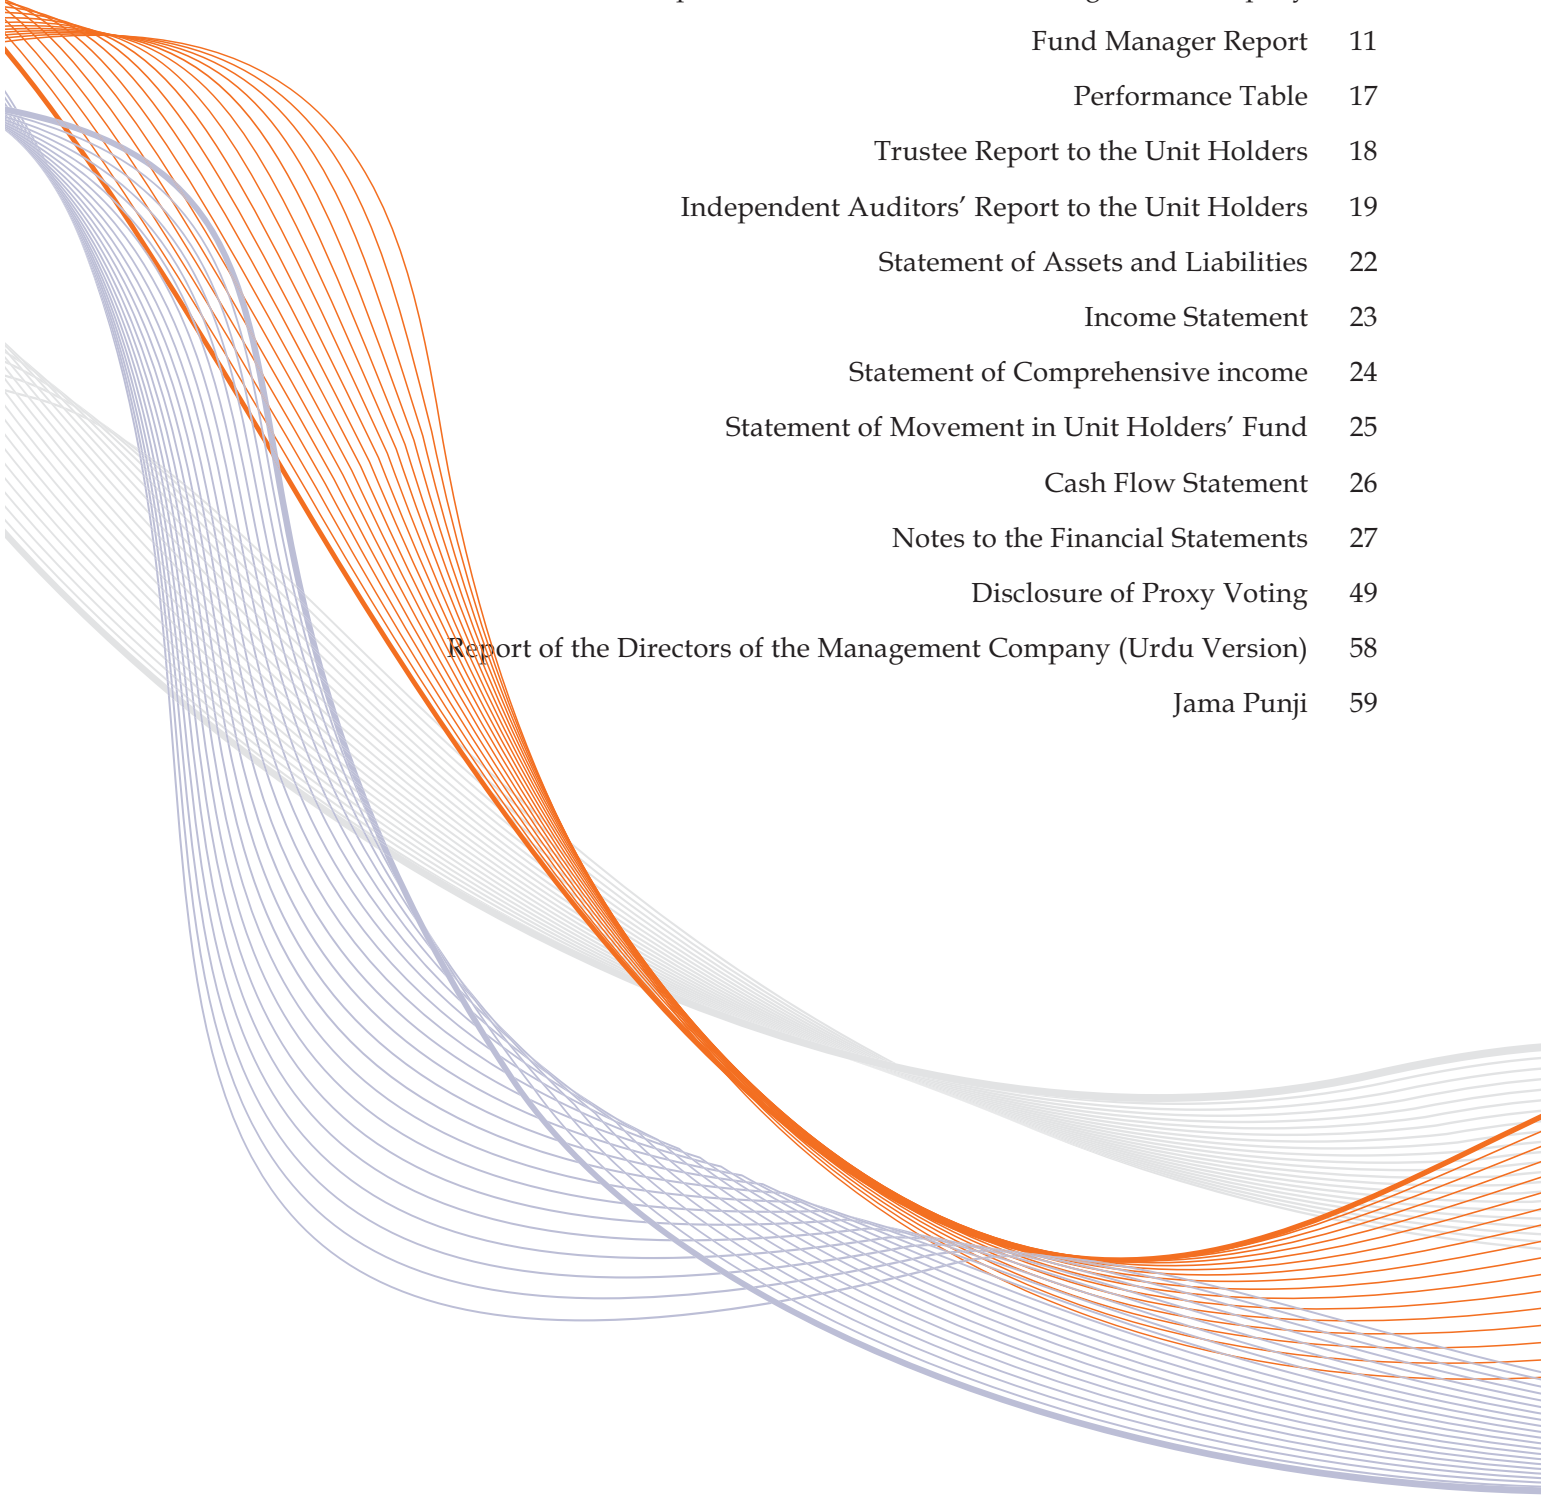 Fund Manager Report 11
Performance Table 17
Trustee Report to the Unit Holders 18
Independent Auditors’ Report to the Unit Holders 19
Statement of Assets and Liabilities 22
Income Statement 23
Statement of Comprehensive income 24
Statement of Movement in Unit Holders’ Fund 25
Cash Flow Statement 26
Notes to the Financial Statements 27
Disclosure of Proxy Voting 49
Report of the Directors of the Management Company (Urdu Version) 58
Jama Punji 59